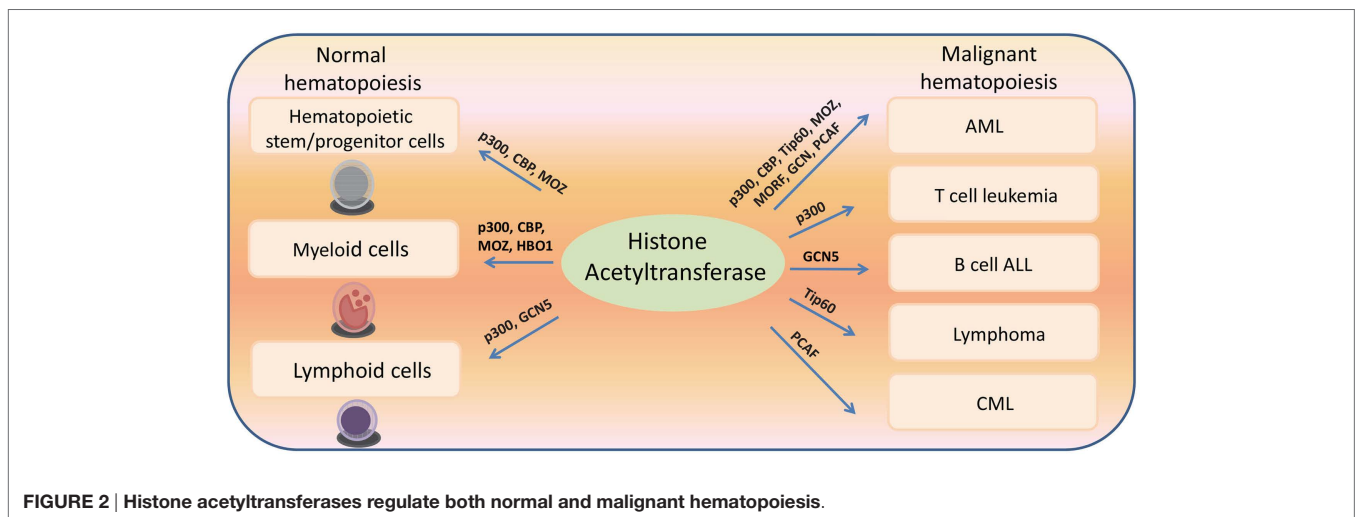 Normal
hematopoiesis
Hematopoietic
stem/progenitor cells
Myeloid cells
Lymphoid cells
p300, CBP, MOZ
p300, CBP,
MOZ, HBO1
p300, GCN5
Histone
Acetyltransferase
p300, CBP, Tip60, MOZ,
MORF, GCN, PCAF
p300
GCN5
Tip60
PCAF
Malignant
hematopoiesis
AML
T cell leukemia
B cell ALL
Lymphoma
CML
FIGURE 2 | Histone acetyltransferases regulate both normal and malignant hematopoiesis.